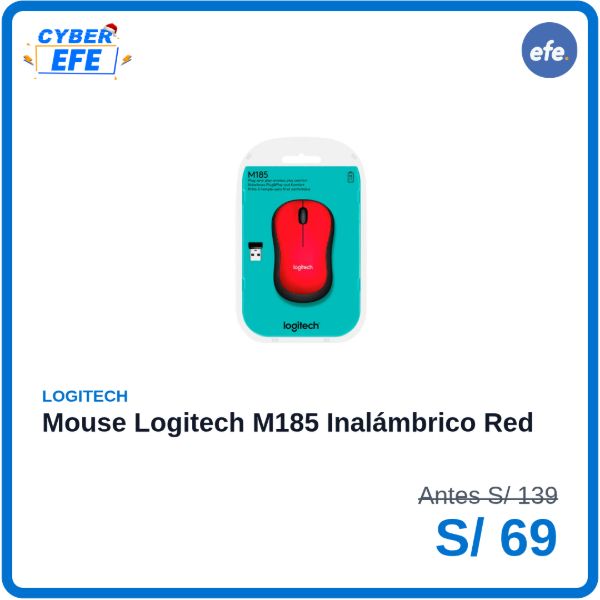 CYBER
EFE
efe.
M185
logitech
logitech
LOGITECH
Mouse Logitech M185 Inalámbrico Red
Antes S/ 139
S/ 69